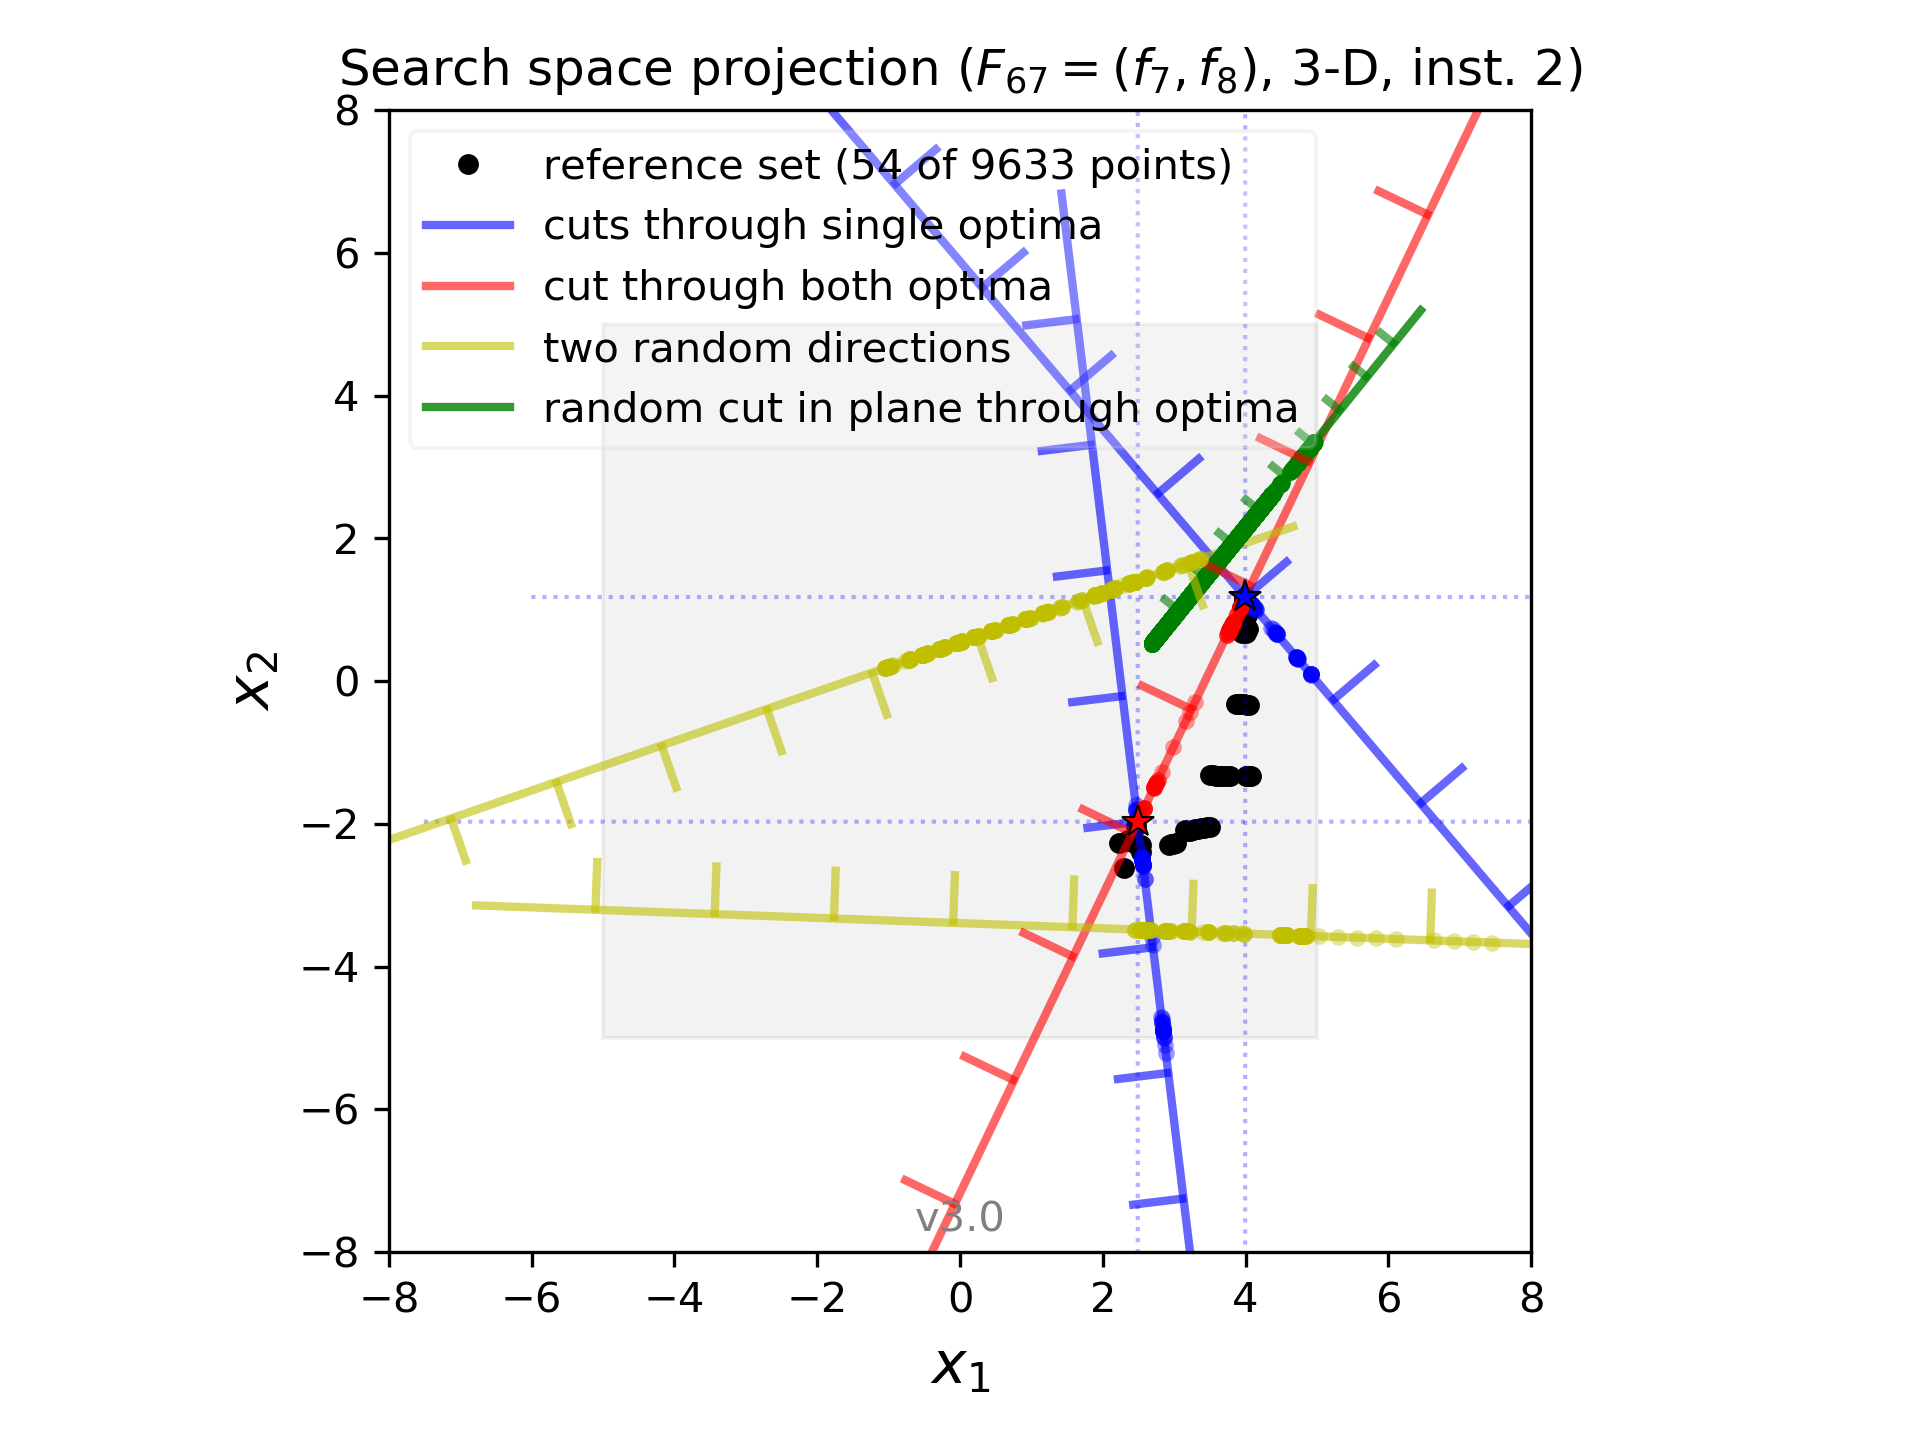 Search space projection (F67 = (f7, f8), 3-D, inst. 2)
reference set (54 of 9633 points)
cuts through single optima
cut through both optima
two random directions
random cut in plane through optima
8
6
4
2
0
−2
−4
−6
−8
x2
v3.0
−8 −6 −4 −2 0 2 4 6 8
x1